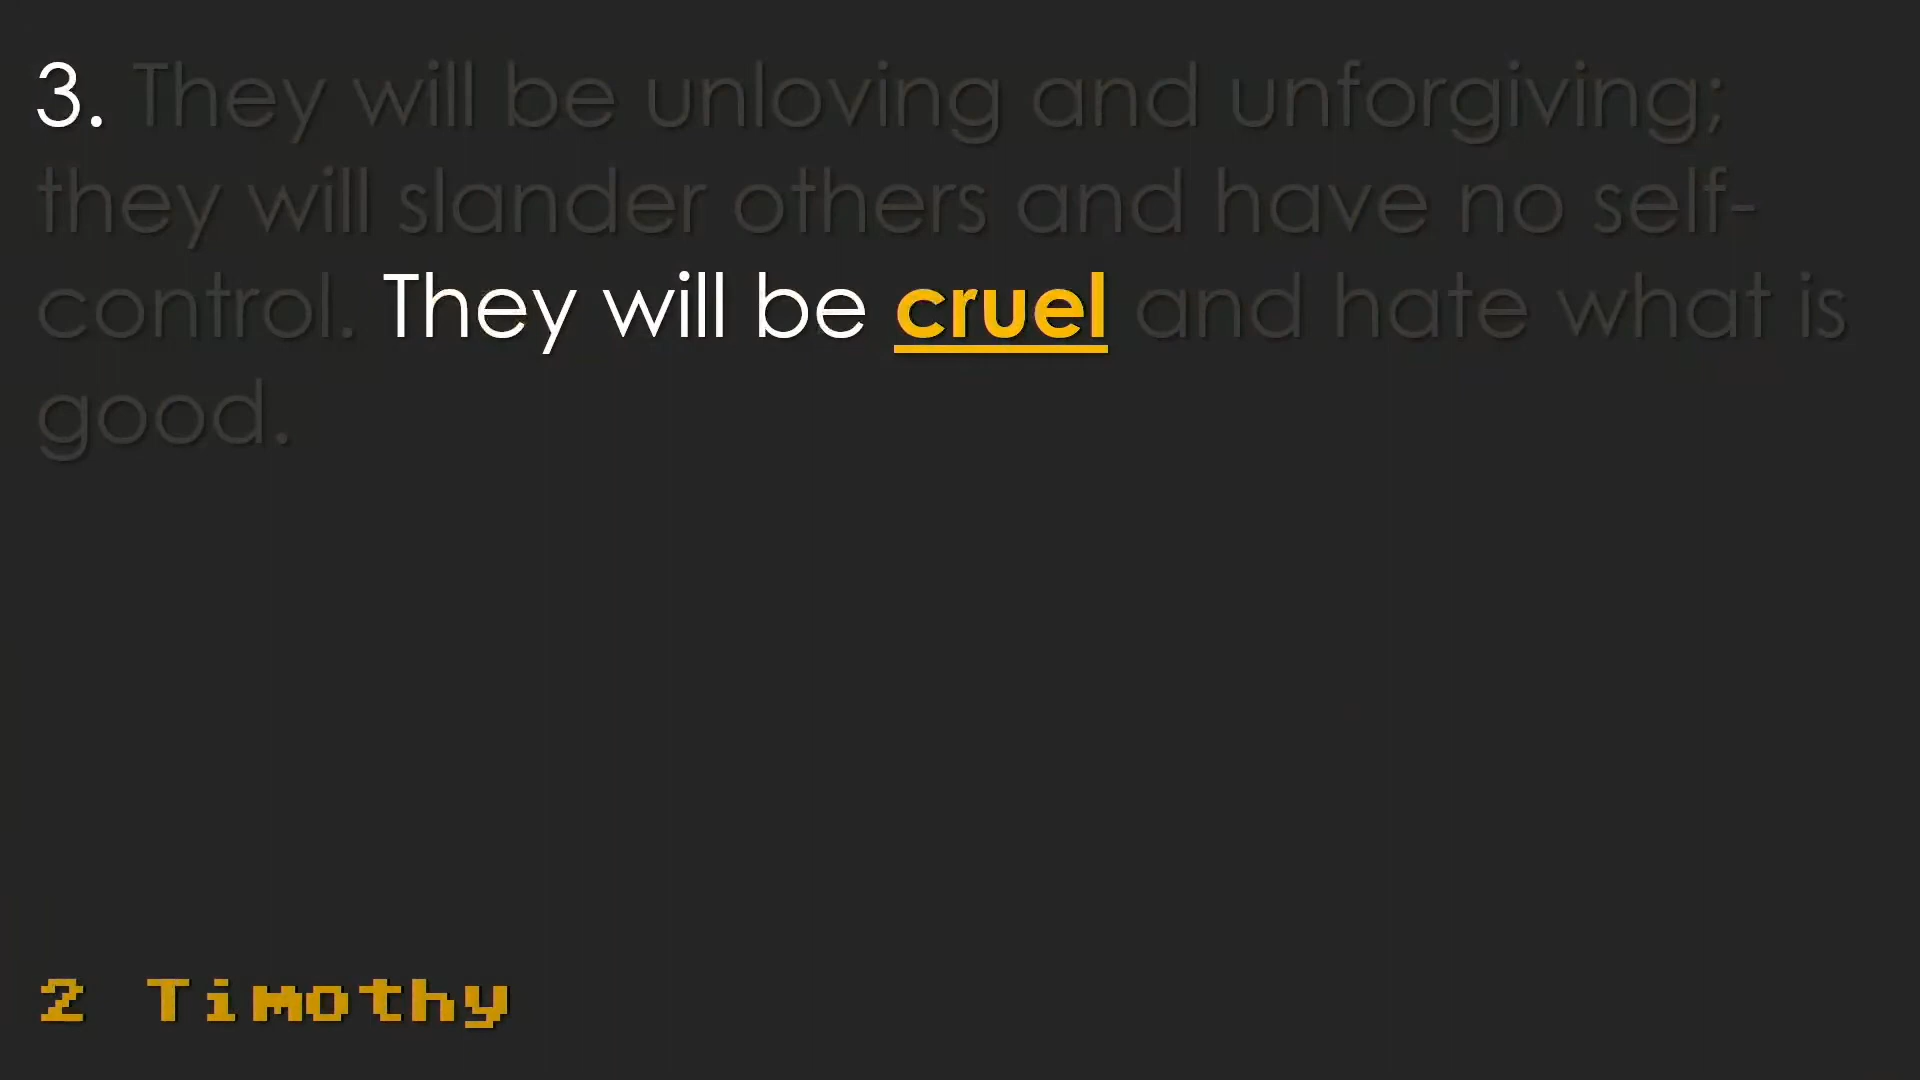 3. They will be unloving and unforgiving;
they will slander others and have no self-
control. They will be cruel and hate what is
good.
2 Timothy